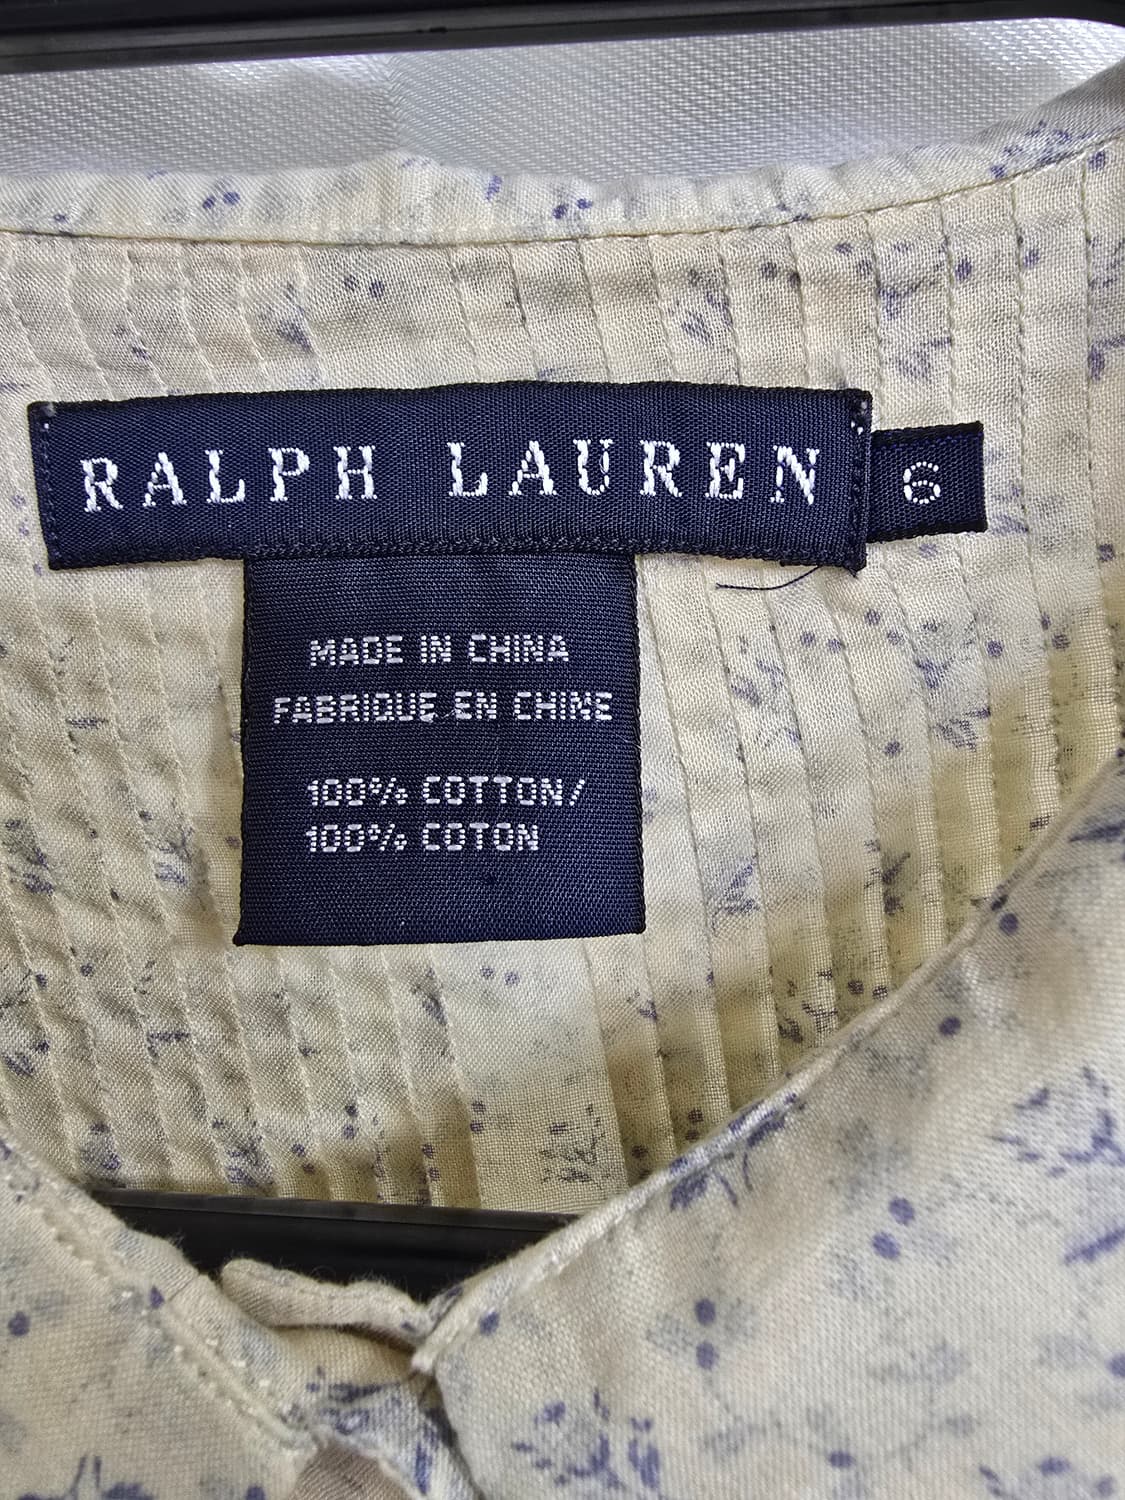 RALPH LAUREN
6
MADE IN CHINA
FABRIQUE EN CHINE
100% COTTON/
100% COTON